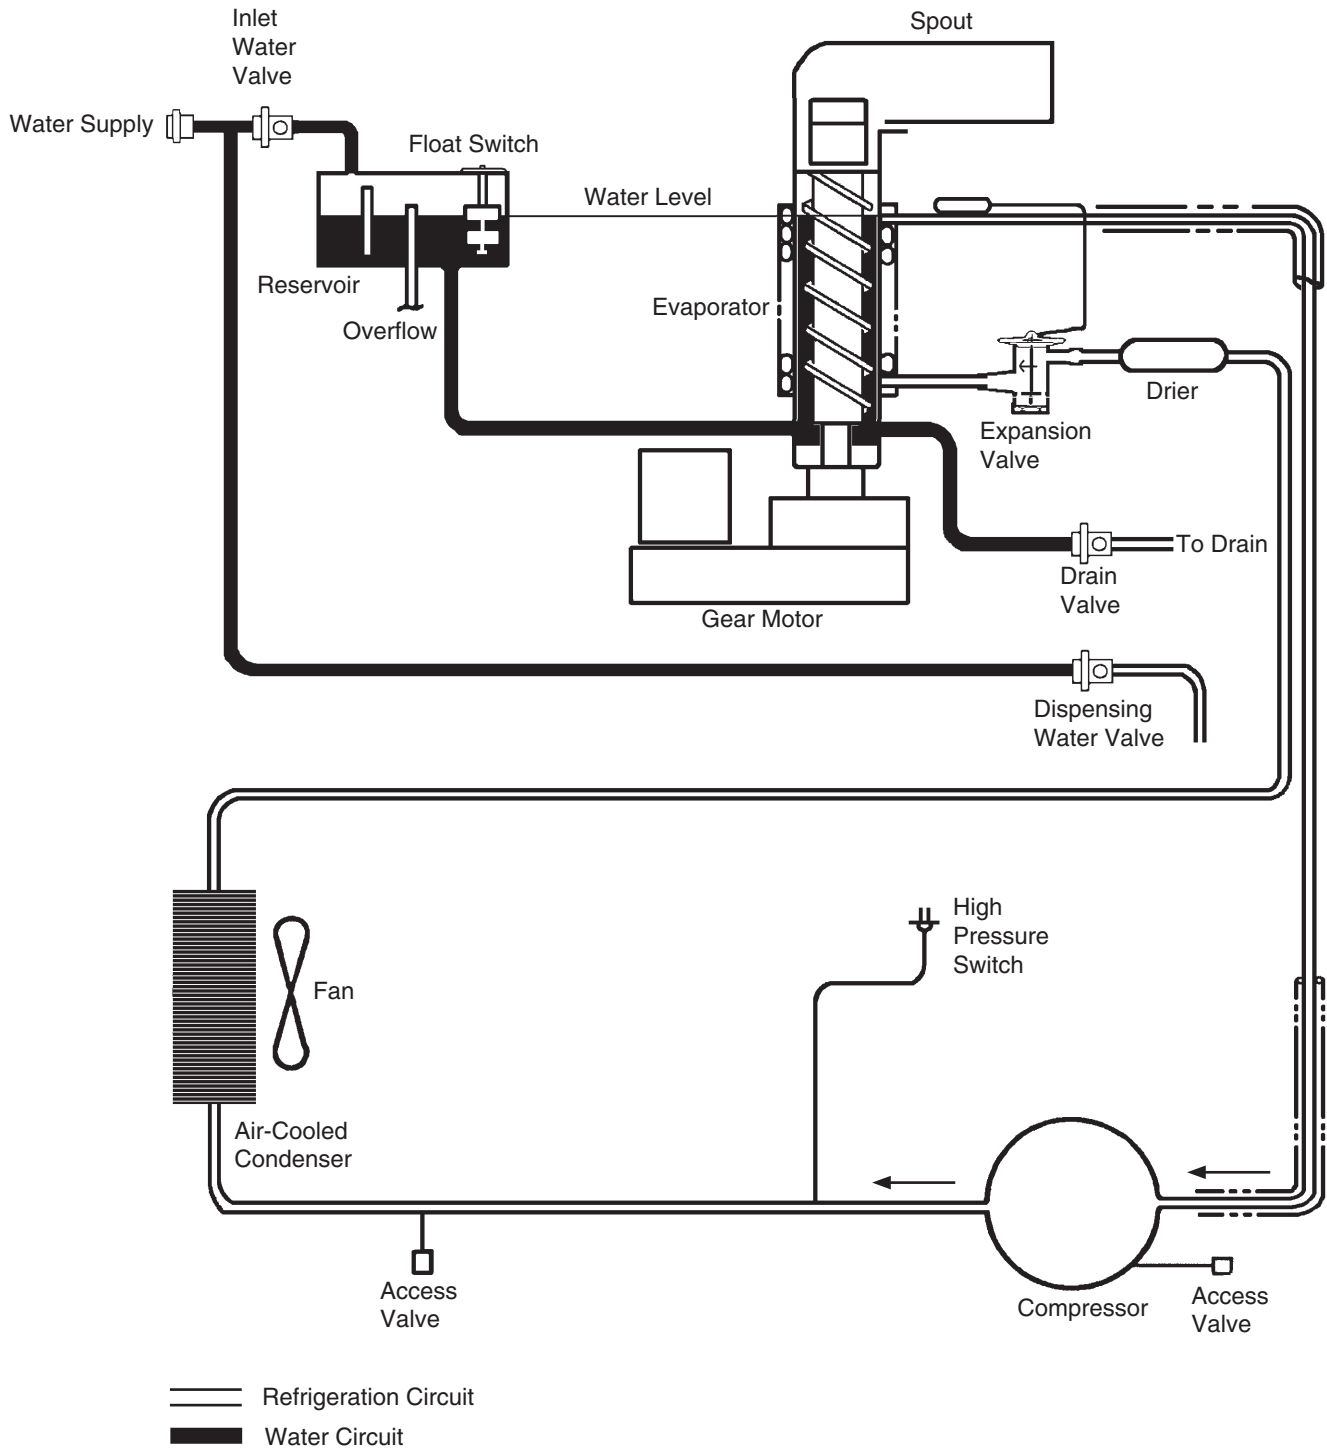 Inlet
Water
Valve
Spout
Water Supply
Float Switch
Water Level
Reservoir
Overflow
Evaporator
Drier
Expansion
Valve
To Drain
Drain
Valve
Gear Motor
Dispensing
Water Valve
High
Pressure
Switch
Fan
Air-Cooled
Condenser
Access
Valve
Compressor
Access
Valve
Refrigeration Circuit
Water Circuit